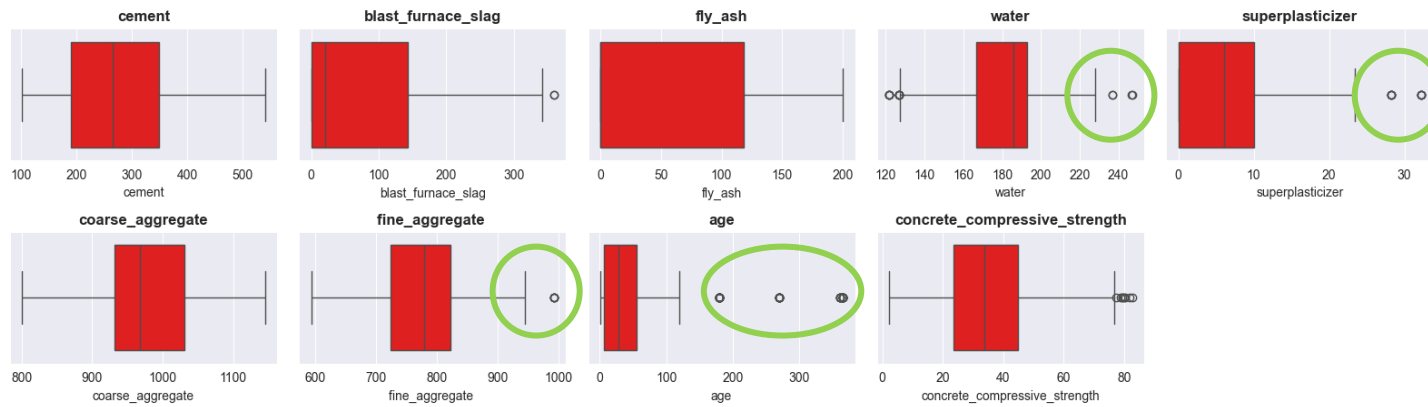 cement blast_furnace_slag fly_ash water superplasticizer
100 200 300 400 500 0 100 200 300 0 50 100 150 200 120 140 160 180 200 220 240 0 10 20 30
cement blast_furnace_slag fly_ash water superplasticizer
coarse_aggregate fine_aggregate age concrete_compressive_strength
800 900 1000 1100 600 700 800 900 1000 0 100 200 300 0 20 40 60 80
coarse_aggregate fine_aggregate age concrete_compressive_strength